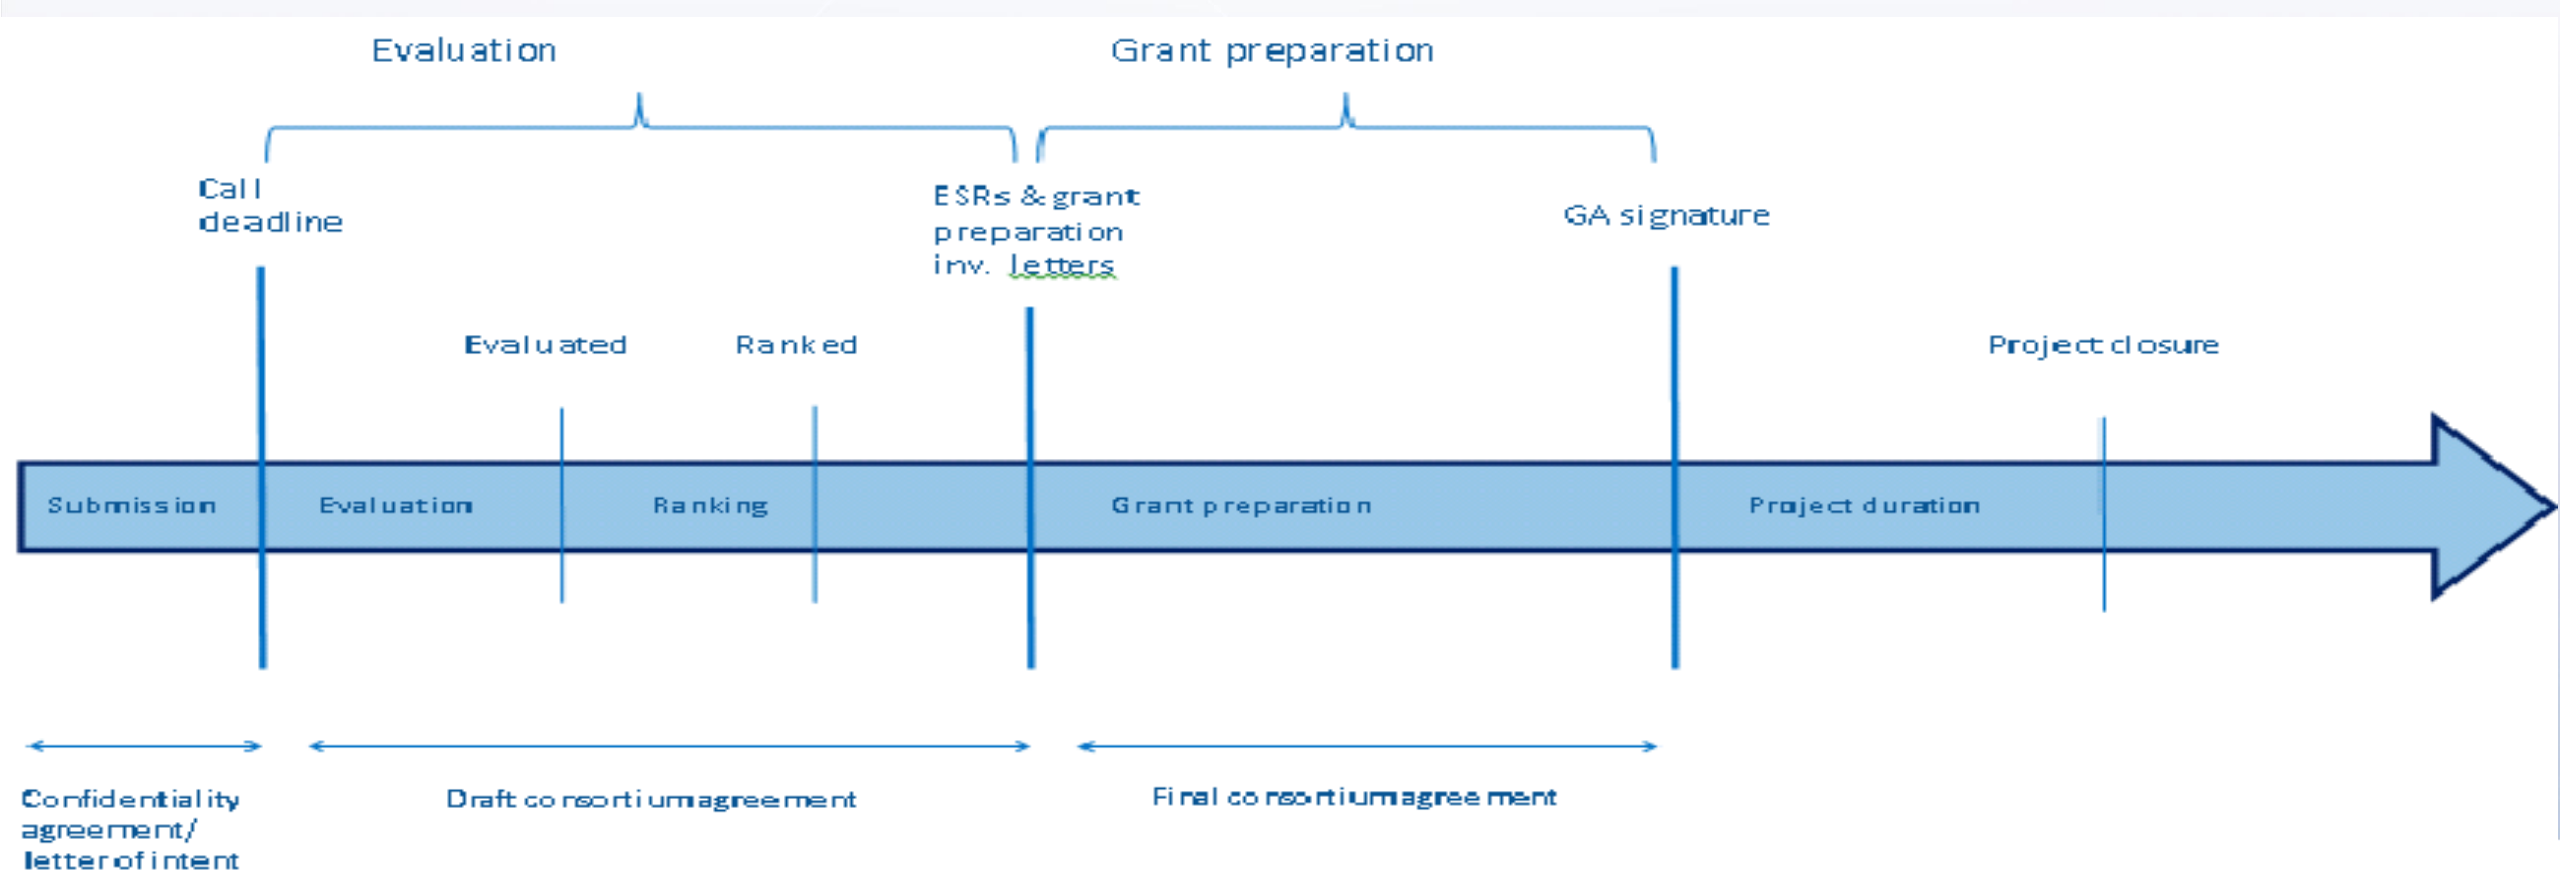 Evaluation
Grant preparation
Call
deadline
ESRs & grant
preparation
inv. letters
GA signature
Evaluated
Ranked
Project closure
Submission
Evaluation
Ranking
Grant preparation
Project duration
Confidentiality
agreement/
letter of intent
Draft consortium agreement
Final consortium agreement